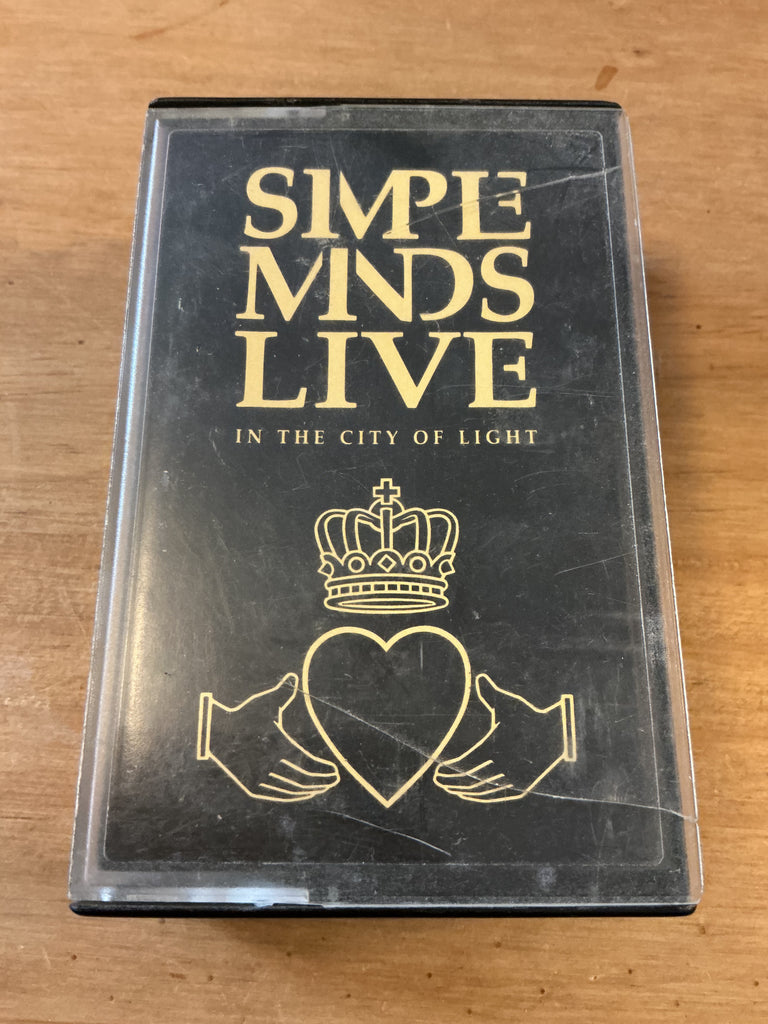 SIMPLE
MINDS
LIVE
IN THE CITY OF LIGHT